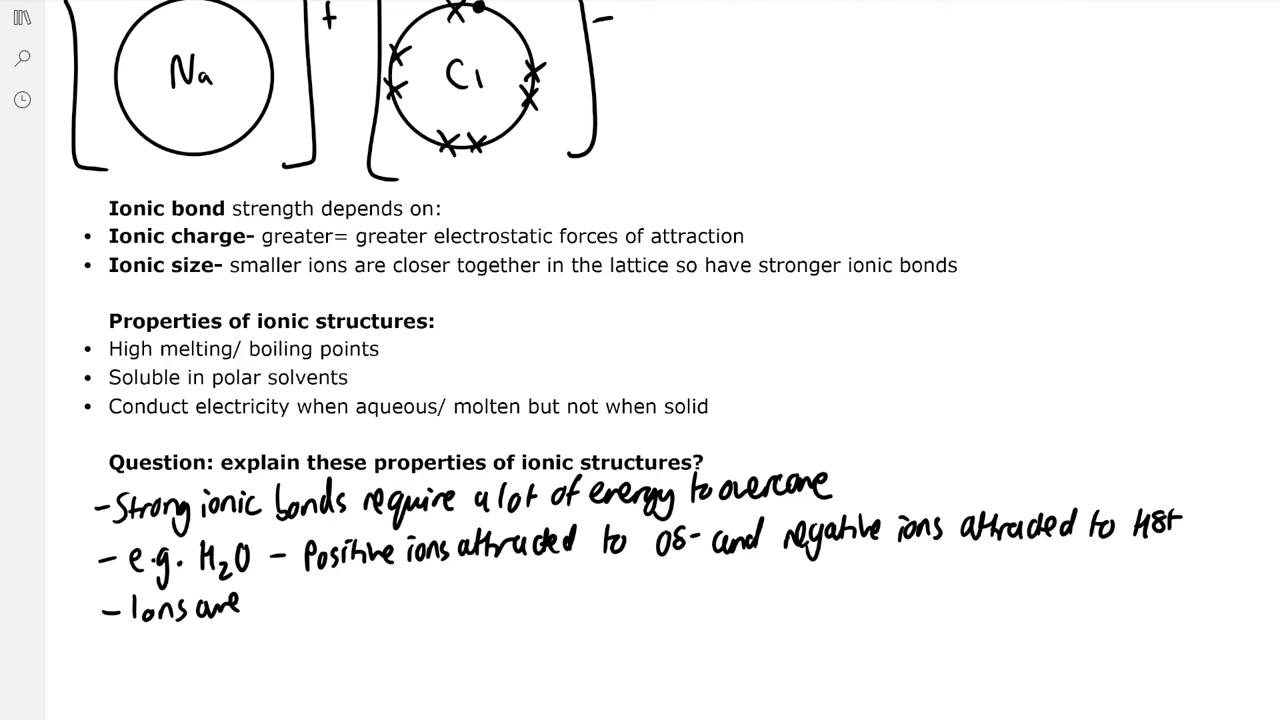 Na + Cl -
Ionic bond strength depends on:
• Ionic charge- greater= greater electrostatic forces of attraction
• Ionic size- smaller ions are closer together in the lattice so have stronger ionic bonds
Properties of ionic structures:
• High melting/ boiling points
• Soluble in polar solvents
• Conduct electricity when aqueous/ molten but not when solid
Question: explain these properties of ionic structures?
- Strong ionic bonds require a lot of energy to overcome
- e.g. H₂O - Positive ions attracted to Oδ- and negative ions attracted to Hδ+
- Ions are